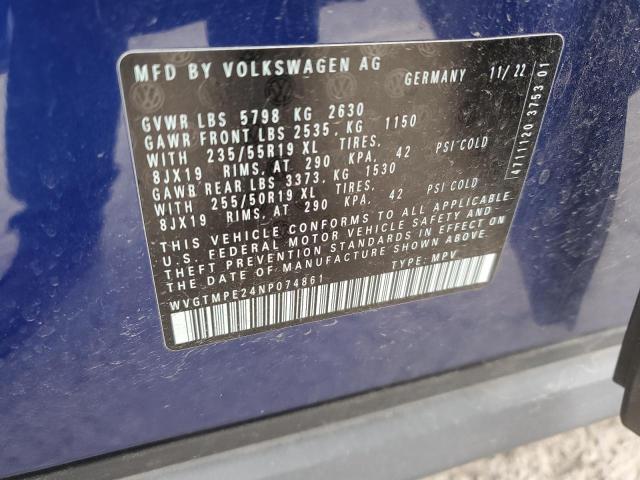 MFD BY VOLKSWAGEN AG GERMANY 11/22
GVWR LBS 5798 KG 2630
GAWR FRONT LBS 2535, KG 1150
WITH 235/55R19 XL TIRES,
8JX19 RIMS, AT 290 KPA, 42 PSI COLD
GAWR REAR LBS 3373, KG 1530
WITH 255/50R19 XL TIRES,
8JX19 RIMS, AT 290 KPA, 42 PSI COLD
THIS VEHICLE CONFORMS TO ALL APPLICABLE
U.S. FEDERAL MOTOR VEHICLE SAFETY AND-
THEFT PREVENTION STANDARDS IN EFFECT ON
THE DATE OF MANUFACTURE SHOWN ABOVE.
TYPE: MPV
WVGTMPE24NP074861
4711120 3753 01